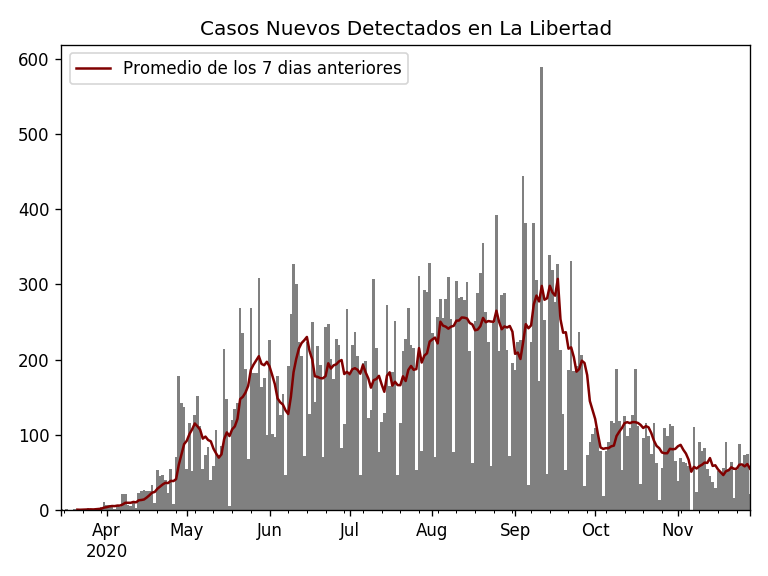 Casos Nuevos Detectados en La Libertad
Promedio de los 7 dias anteriores
600
500
400
300
200
100
0
Apr May Jun Jul Aug Sep Oct Nov
2020